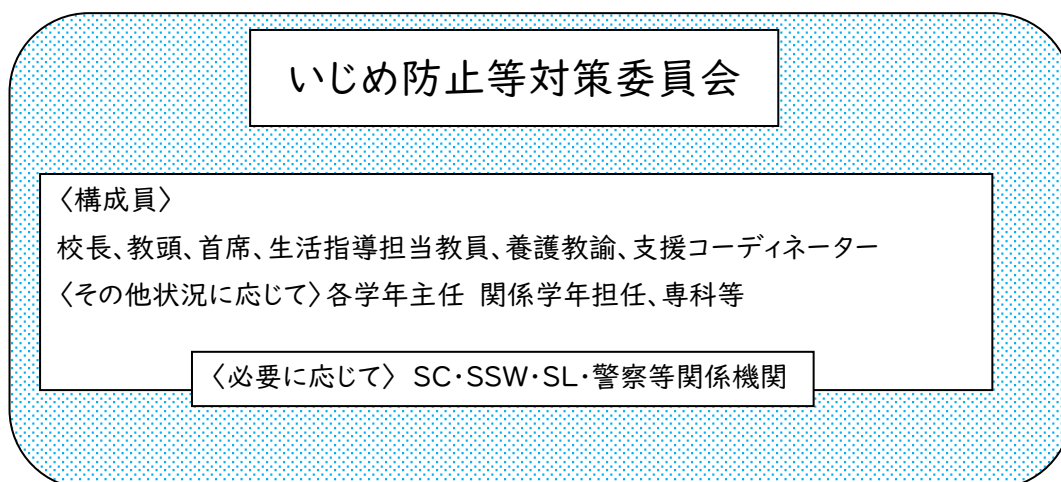 いじめ防止等対策委員会
〈構成員〉
校長、教頭、首席、生活指導担当教員、養護教諭、支援コーディネーター
〈その他状況に応じて〉各学年主任 関係学年担任、専科等
〈必要に応じて〉 SC・SSW・SL・警察等関係機関